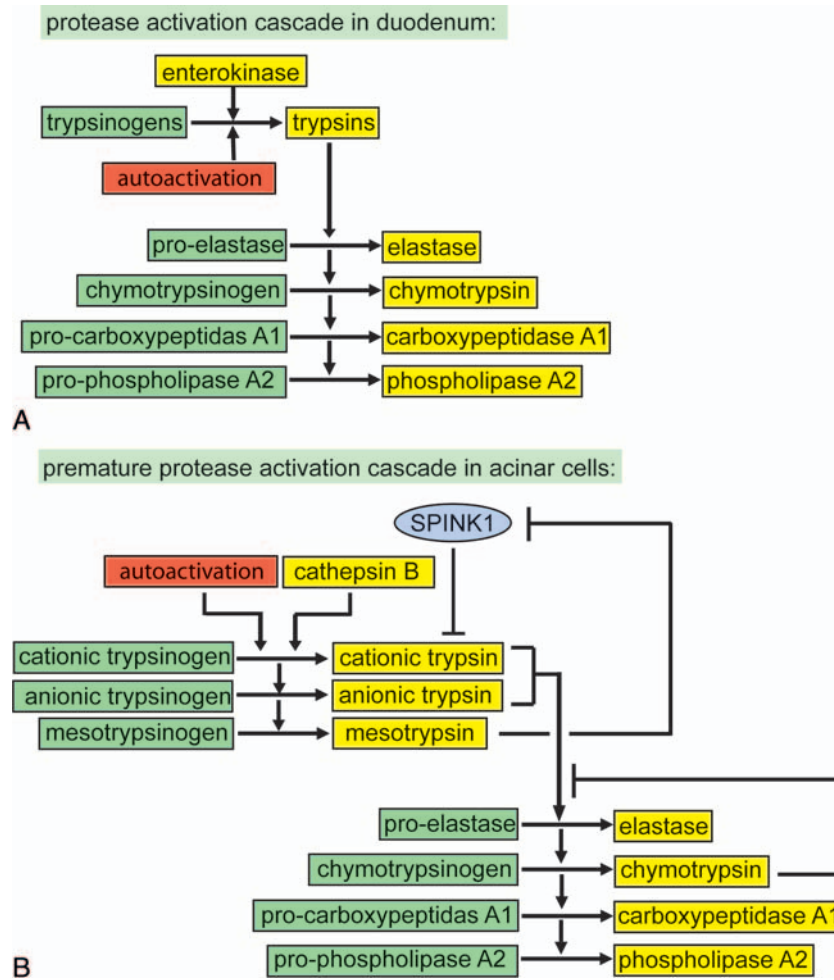 protease activation cascade in duodenum:
enterokinase
trypsinogens
trypsins
autoactivation
pro-elastase
elastase
chymotrypsinogen
chymotrypsin
pro-carboxypeptidas A1
carboxypeptidase A1
pro-phospholipase A2
phospholipase A2
A
premature protease activation cascade in acinar cells:
SPINK1
autoactivation
cathepsin B
cationic trypsinogen
cationic trypsin
anionic trypsinogen
anionic trypsin
mesotrypsinogen
mesotrypsin
pro-elastase
elastase
chymotrypsinogen
chymotrypsin
pro-carboxypeptidas A1
carboxypeptidase A1
pro-phospholipase A2
phospholipase A2
B